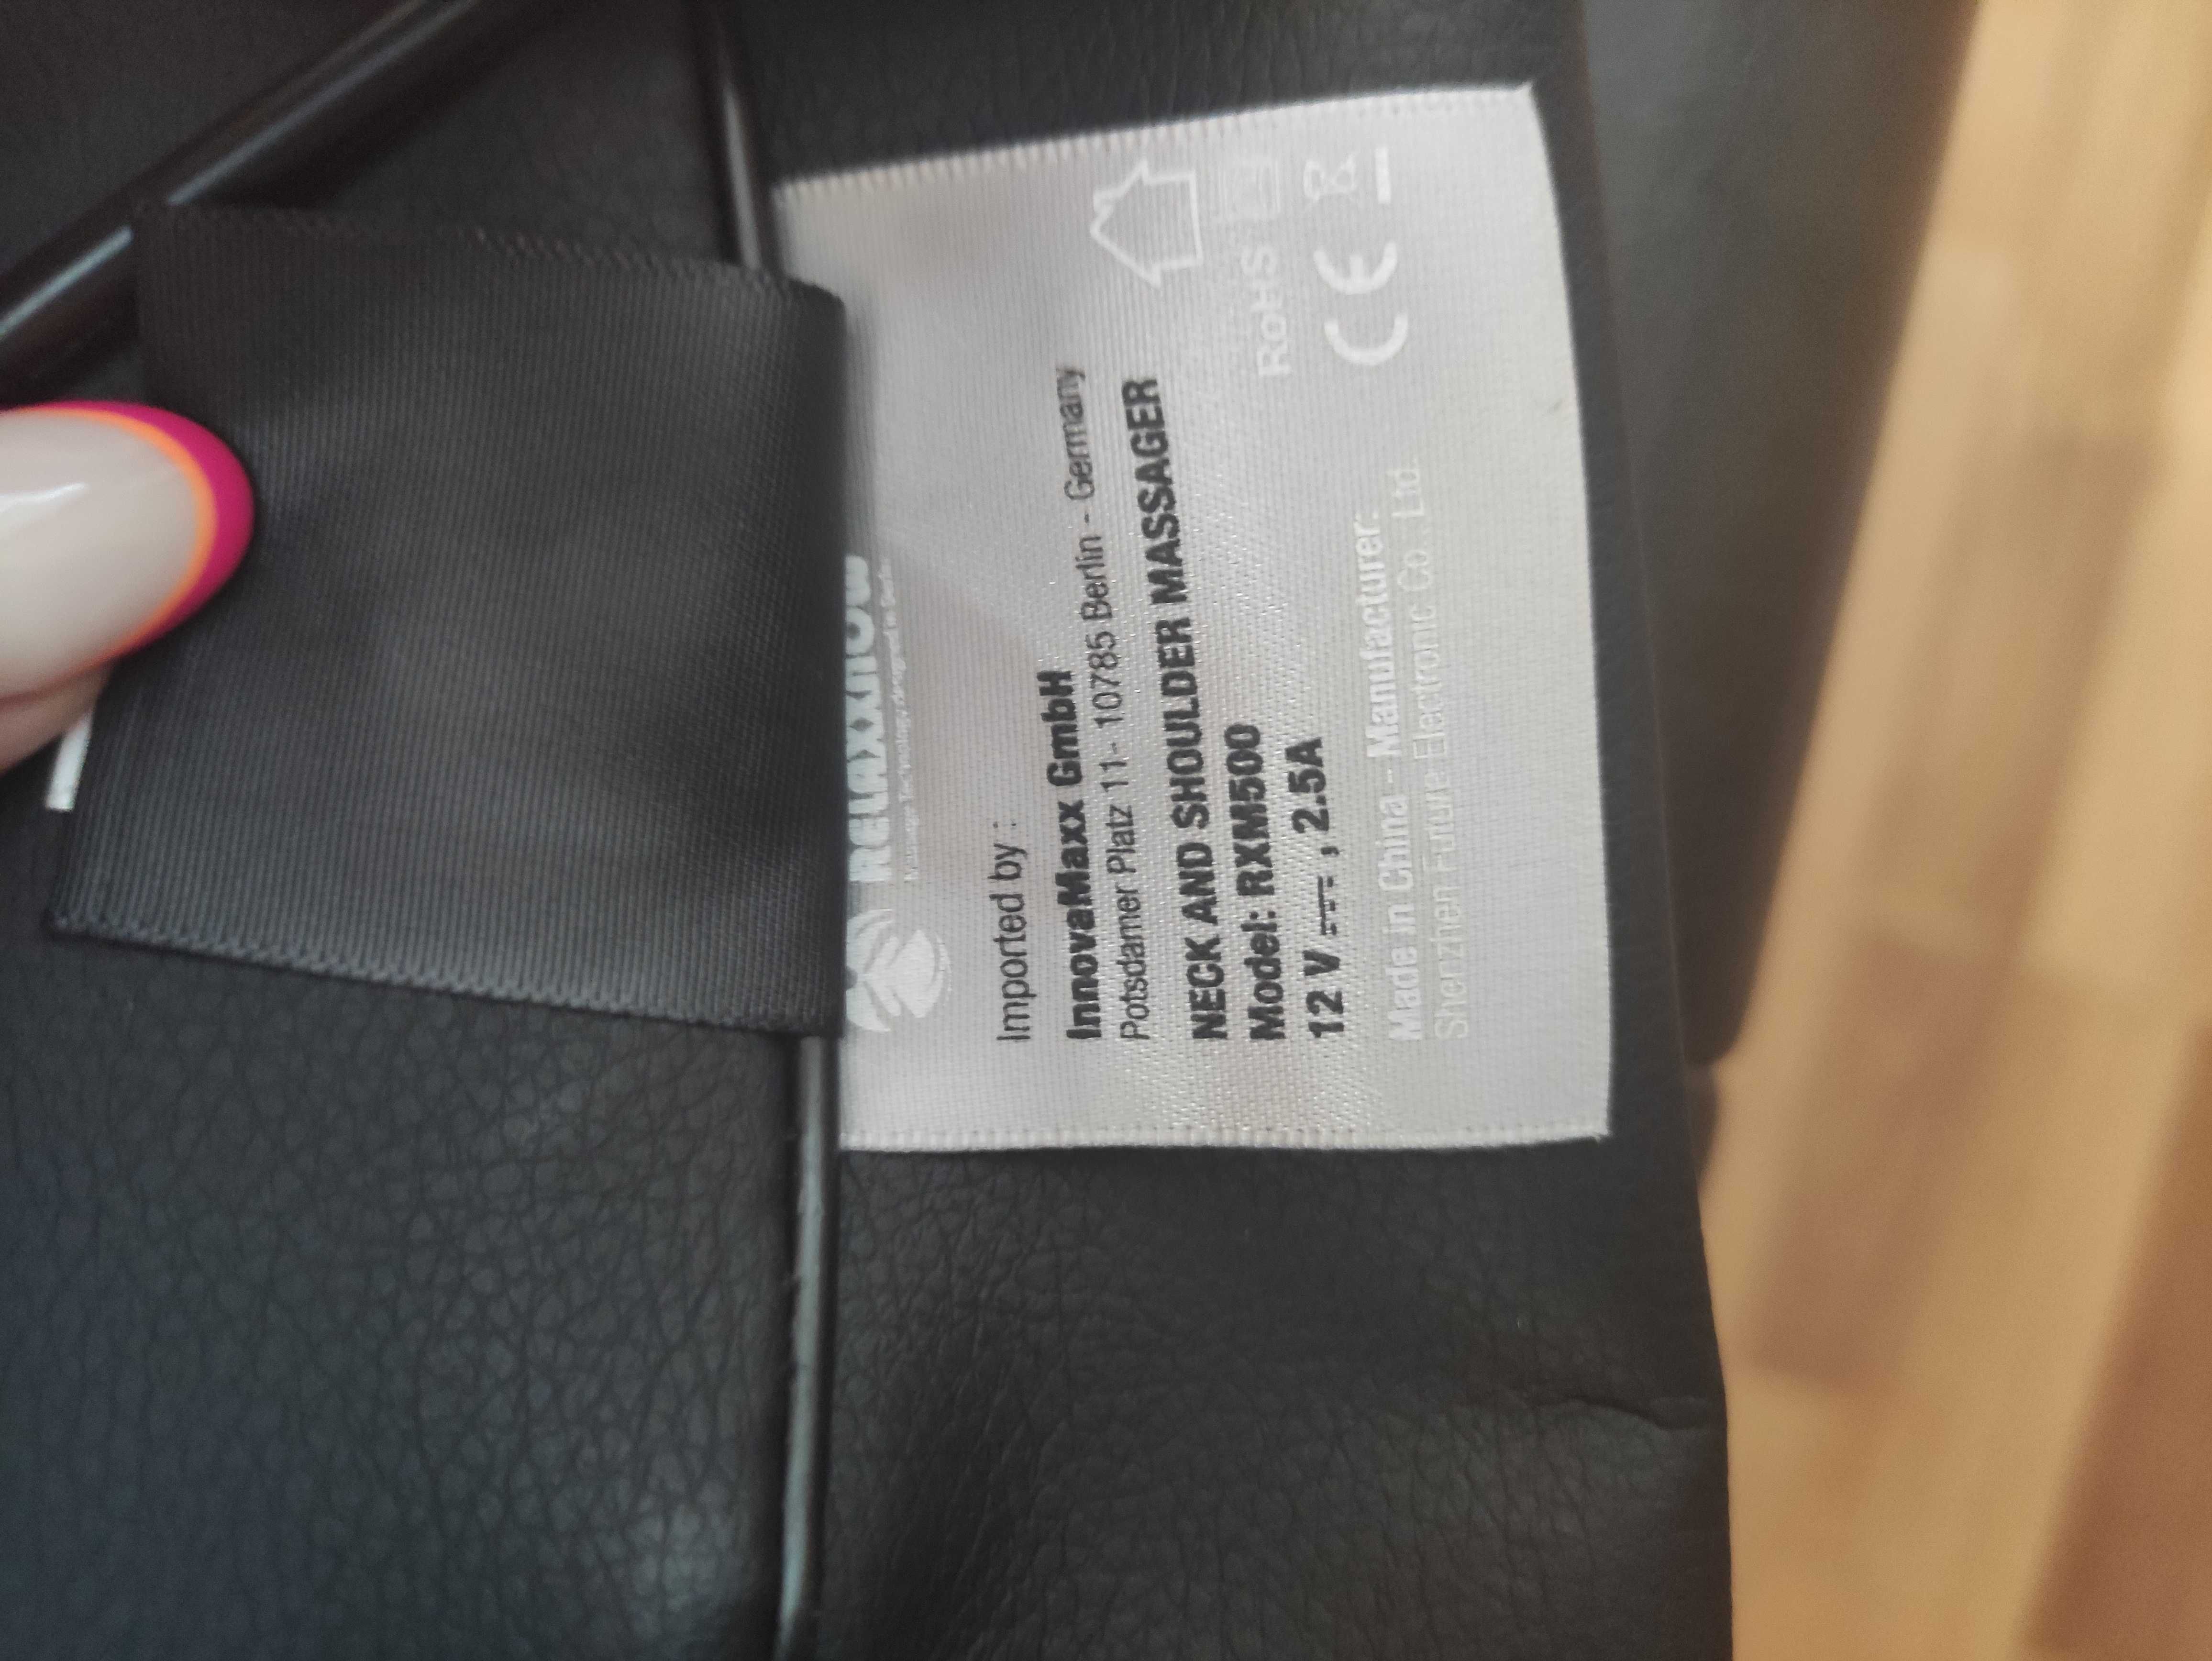 RELAXXNOW
Imported by :
InnovaMaxx GmbH
Potsdamer Platz 11- 10785 Berlin - Germany
NECK AND SHOULDER MASSAGER
Model: RXM500
12 V ⎓ , 2.5A
RoHS
CE
Made in China - Manufacturer:
Shenzhen Future Electronic Co., Ltd.